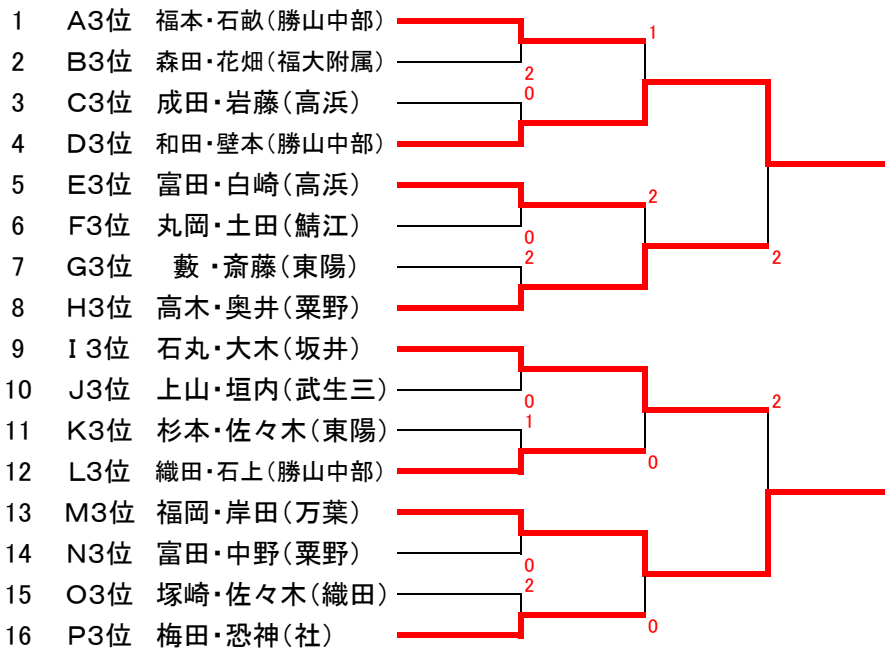 1 A3位 福本・石畝(勝山中部)
1
2 B3位 森田・花畑(福大附属)
2
3 C3位 成田・岩藤(高浜)
0
4 D3位 和田・壁本(勝山中部)
5 E3位 富田・白崎(高浜)
2
6 F3位 丸岡・土田(鯖江)
0
7 G3位 藪・斎藤(東陽)
2
2
8 H3位 高木・奥井(粟野)
9 I3位 石丸・大木(坂井)
10 J3位 上山・垣内(武生三)
0
2
11 K3位 杉本・佐々木(東陽)
1
12 L3位 織田・石上(勝山中部)
0
13 M3位 福岡・岸田(万葉)
14 N3位 富田・中野(粟野)
0
15 O3位 塚崎・佐々木(織田)
2
16 P3位 梅田・恐神(社)
0